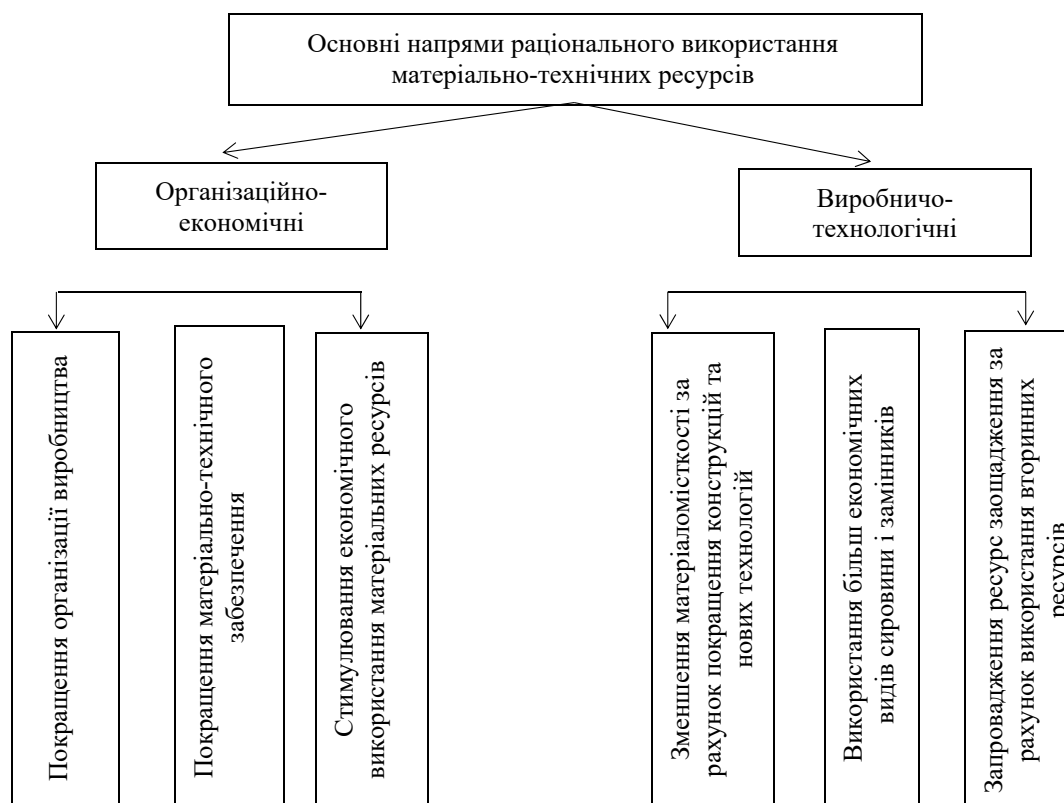 Основні напрями раціонального використання
матеріально-технічних ресурсів
Організаційно-
економічні
Виробничо-
технологічні
Покращення організації виробництва
Покращення матеріально-технічного
забезпечення
Стимулювання економічного
використання матеріальних ресурсів
Зменшення матеріаломісткості за
рахунок покращення конструкцій та
нових технологій
Використання більш економічних
видів сировини і замінників
Запровадження ресурс заощадження за
рахунок використання вторинних
ресурсів